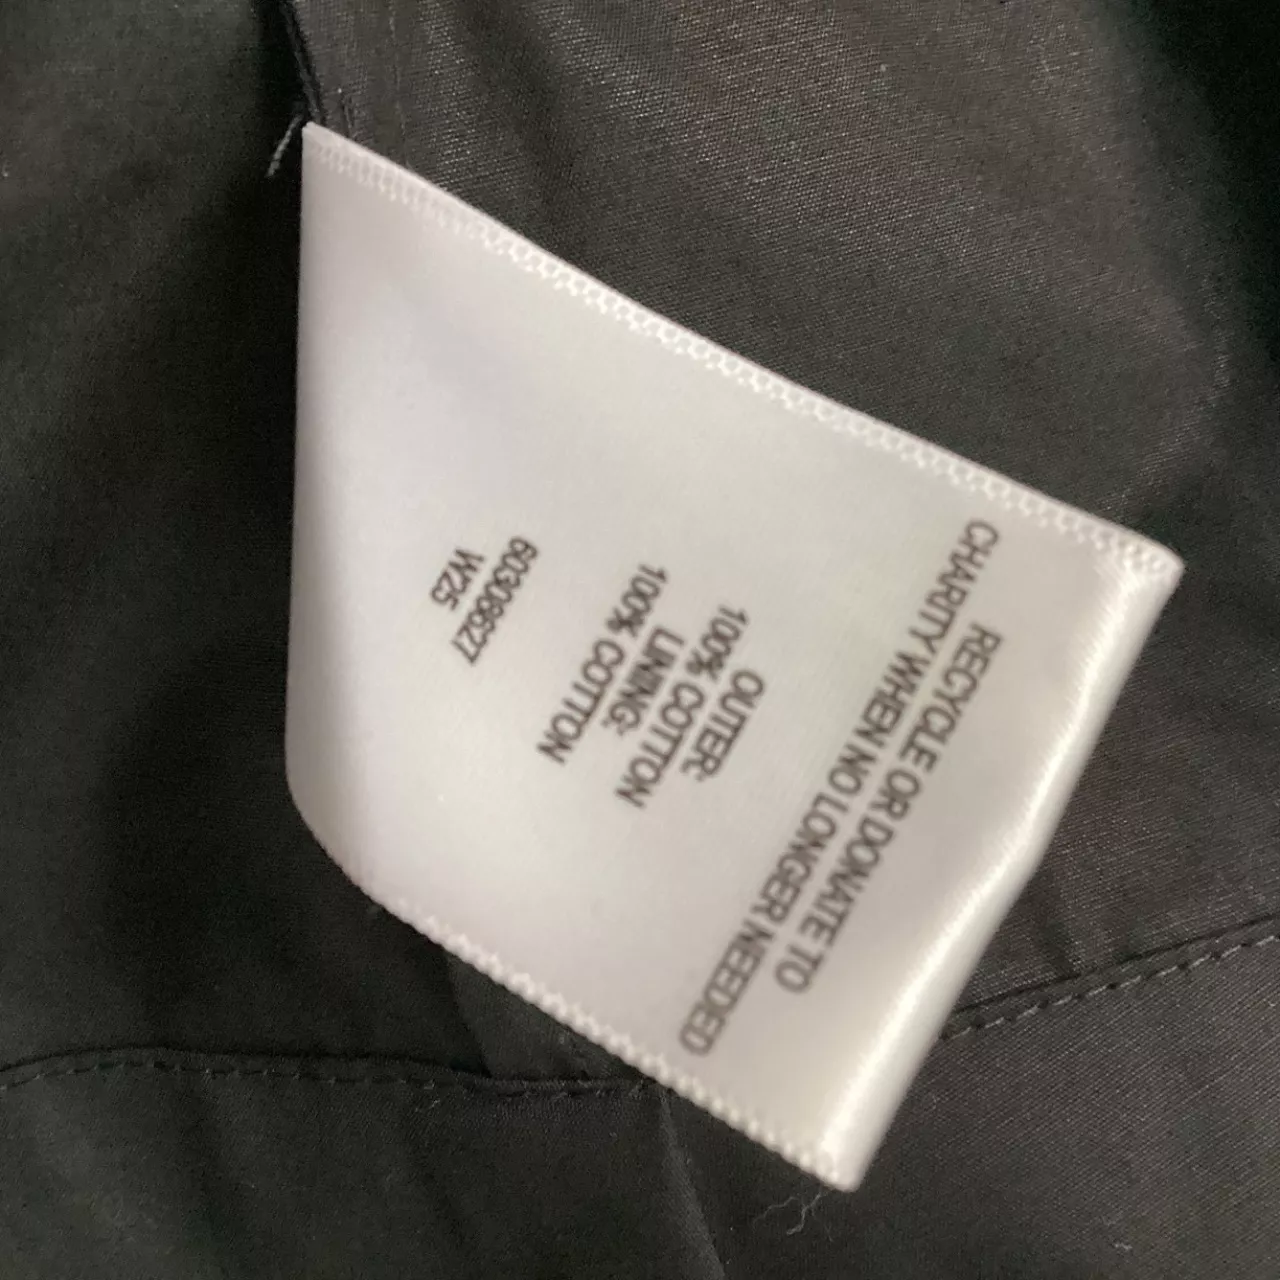 RECYCLE OR DONATE TO
CHARITY WHEN NO LONGER NEEDED
OUTER:
100% COTTON
LINING:
100% COTTON
60308627
W25